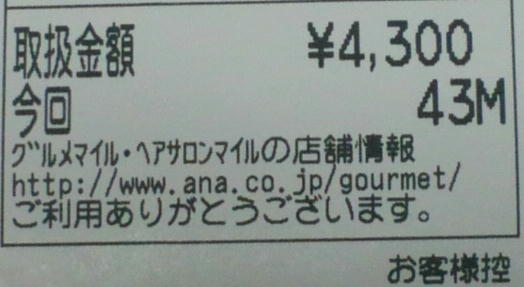 取扱金額 ¥4,300
今回 43M
グルメマイル・ヘアサロンマイルの店舗情報
http://www.ana.co.jp/gourmet/
ご利用ありがとうございます。
お客様控